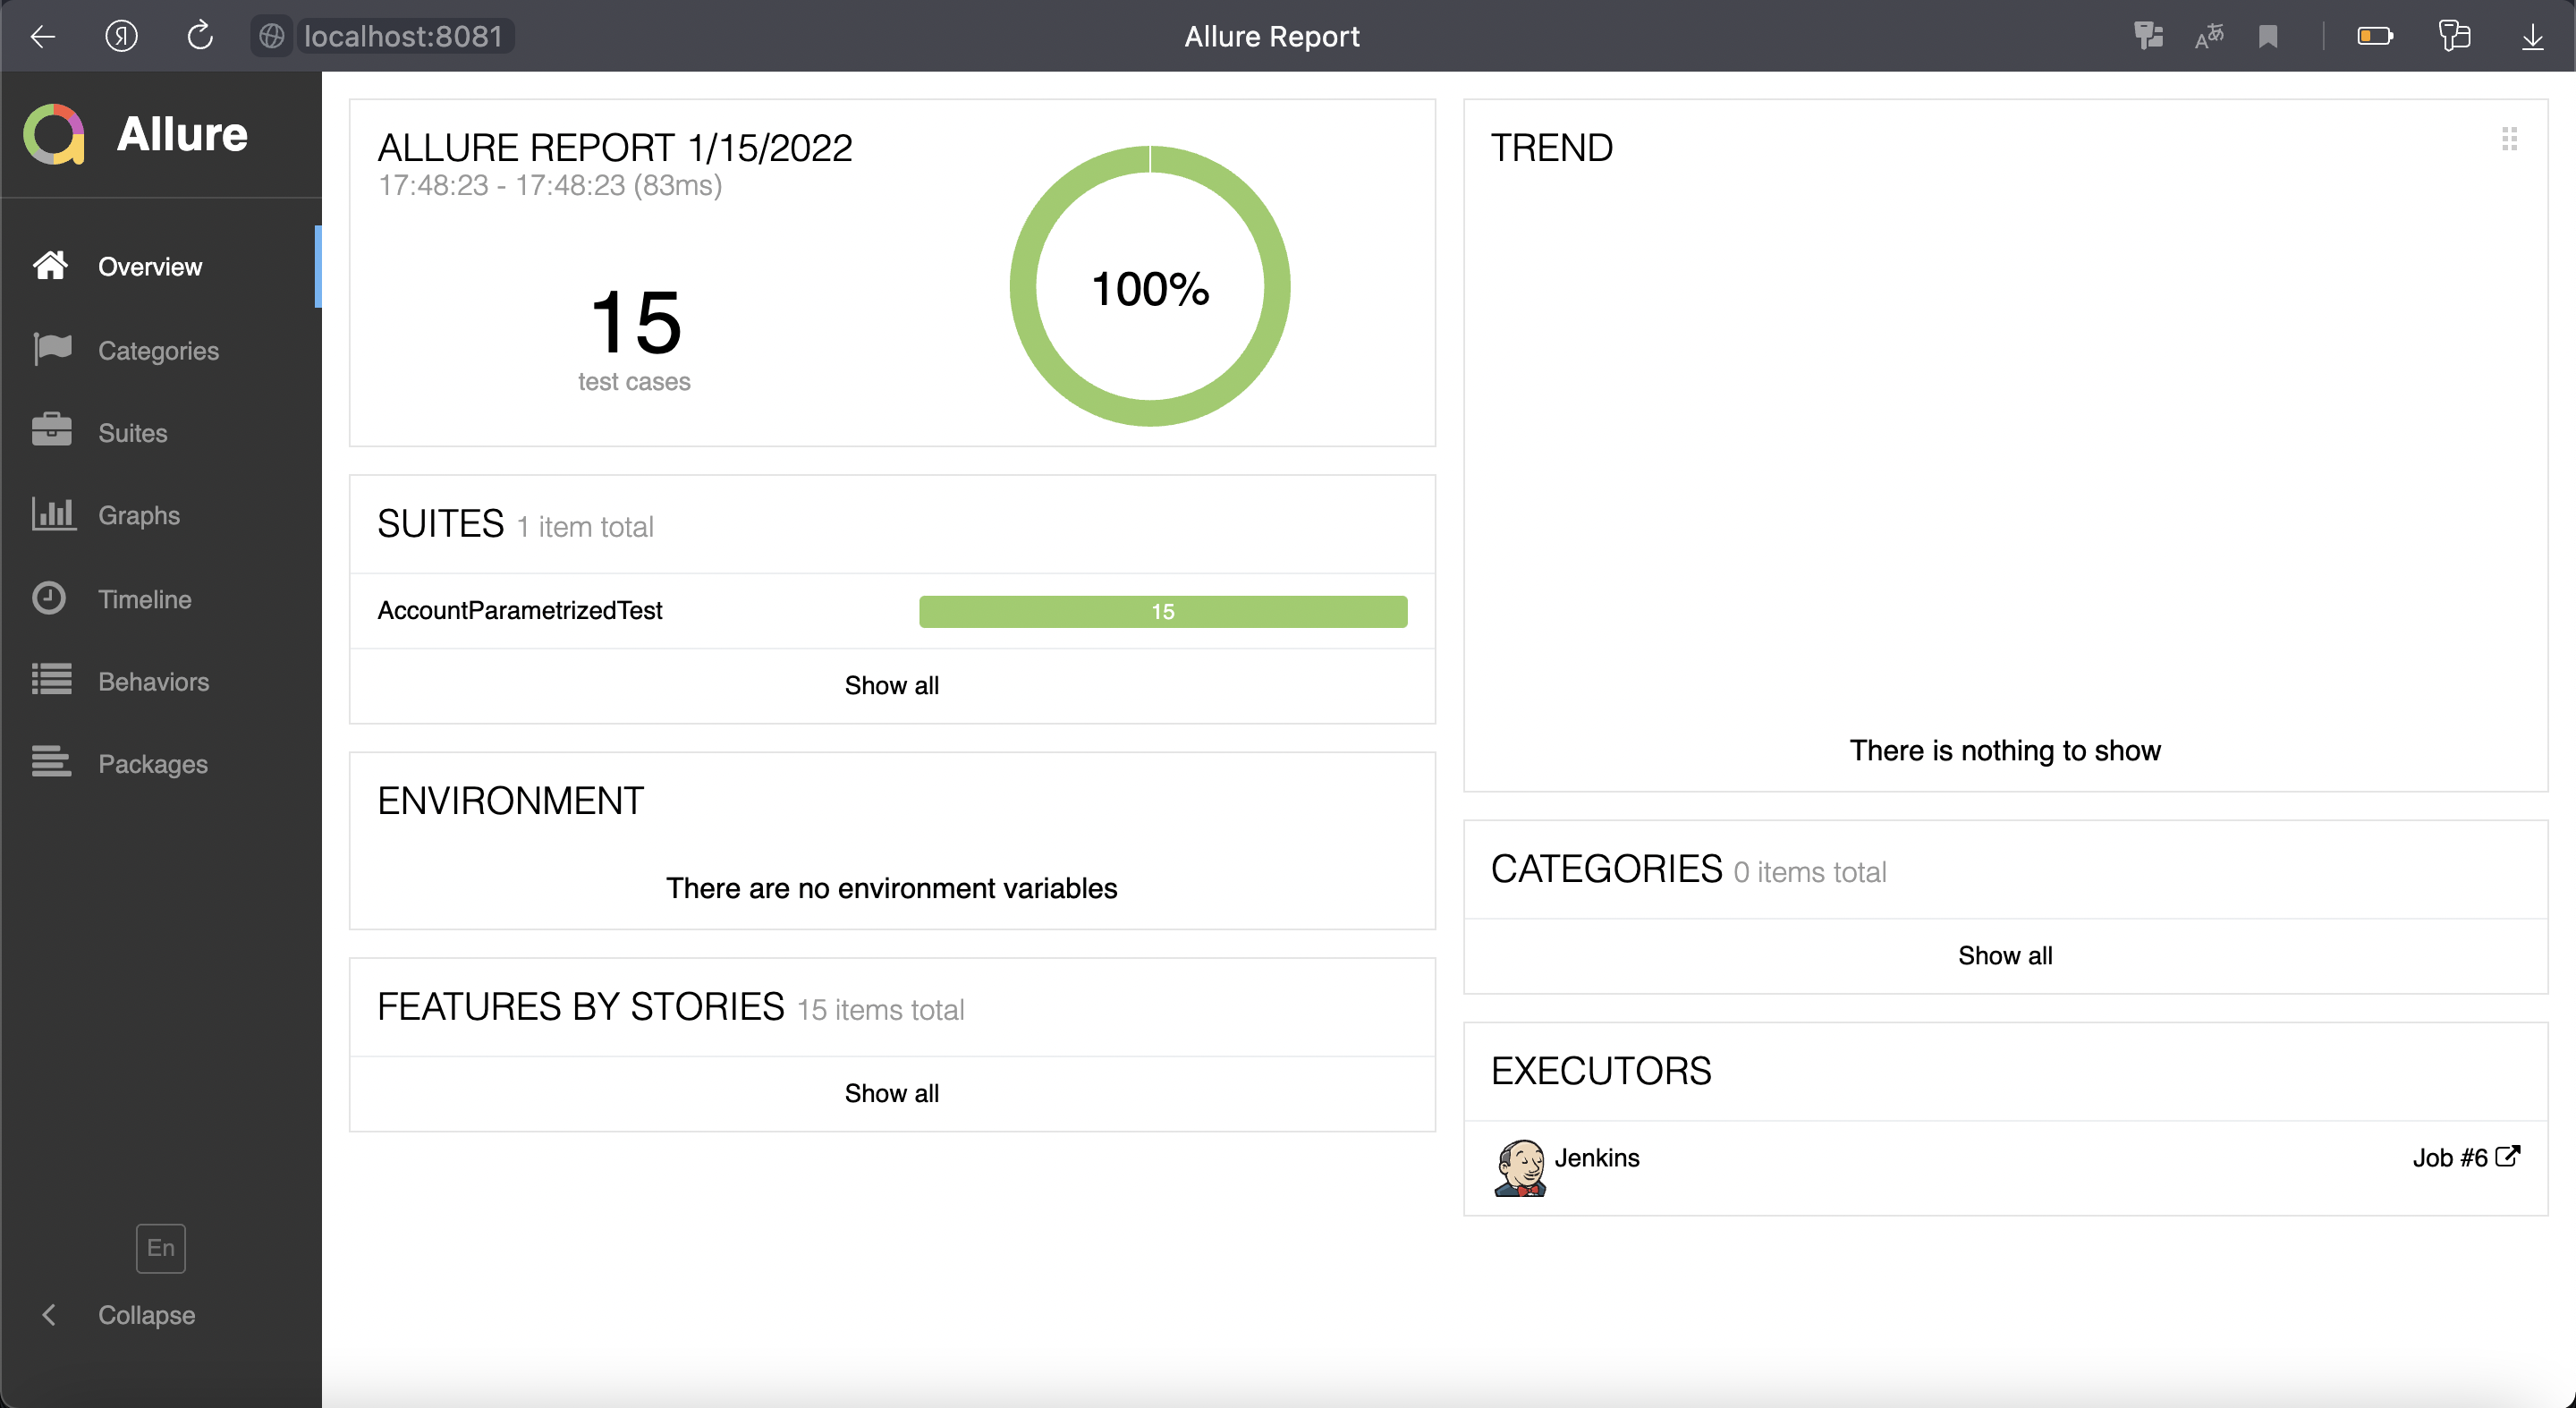 localhost:8081
Allure Report
Allure
Overview
Categories
Suites
Graphs
Timeline
Behaviors
Packages
En
Collapse
ALLURE REPORT 1/15/2022
17:48:23 - 17:48:23 (83ms)
15
test cases
100%
SUITES 1 item total
AccountParametrizedTest 15
Show all
ENVIRONMENT
There are no environment variables
FEATURES BY STORIES 15 items total
Show all
TREND
There is nothing to show
CATEGORIES 0 items total
Show all
EXECUTORS
Jenkins Job #6